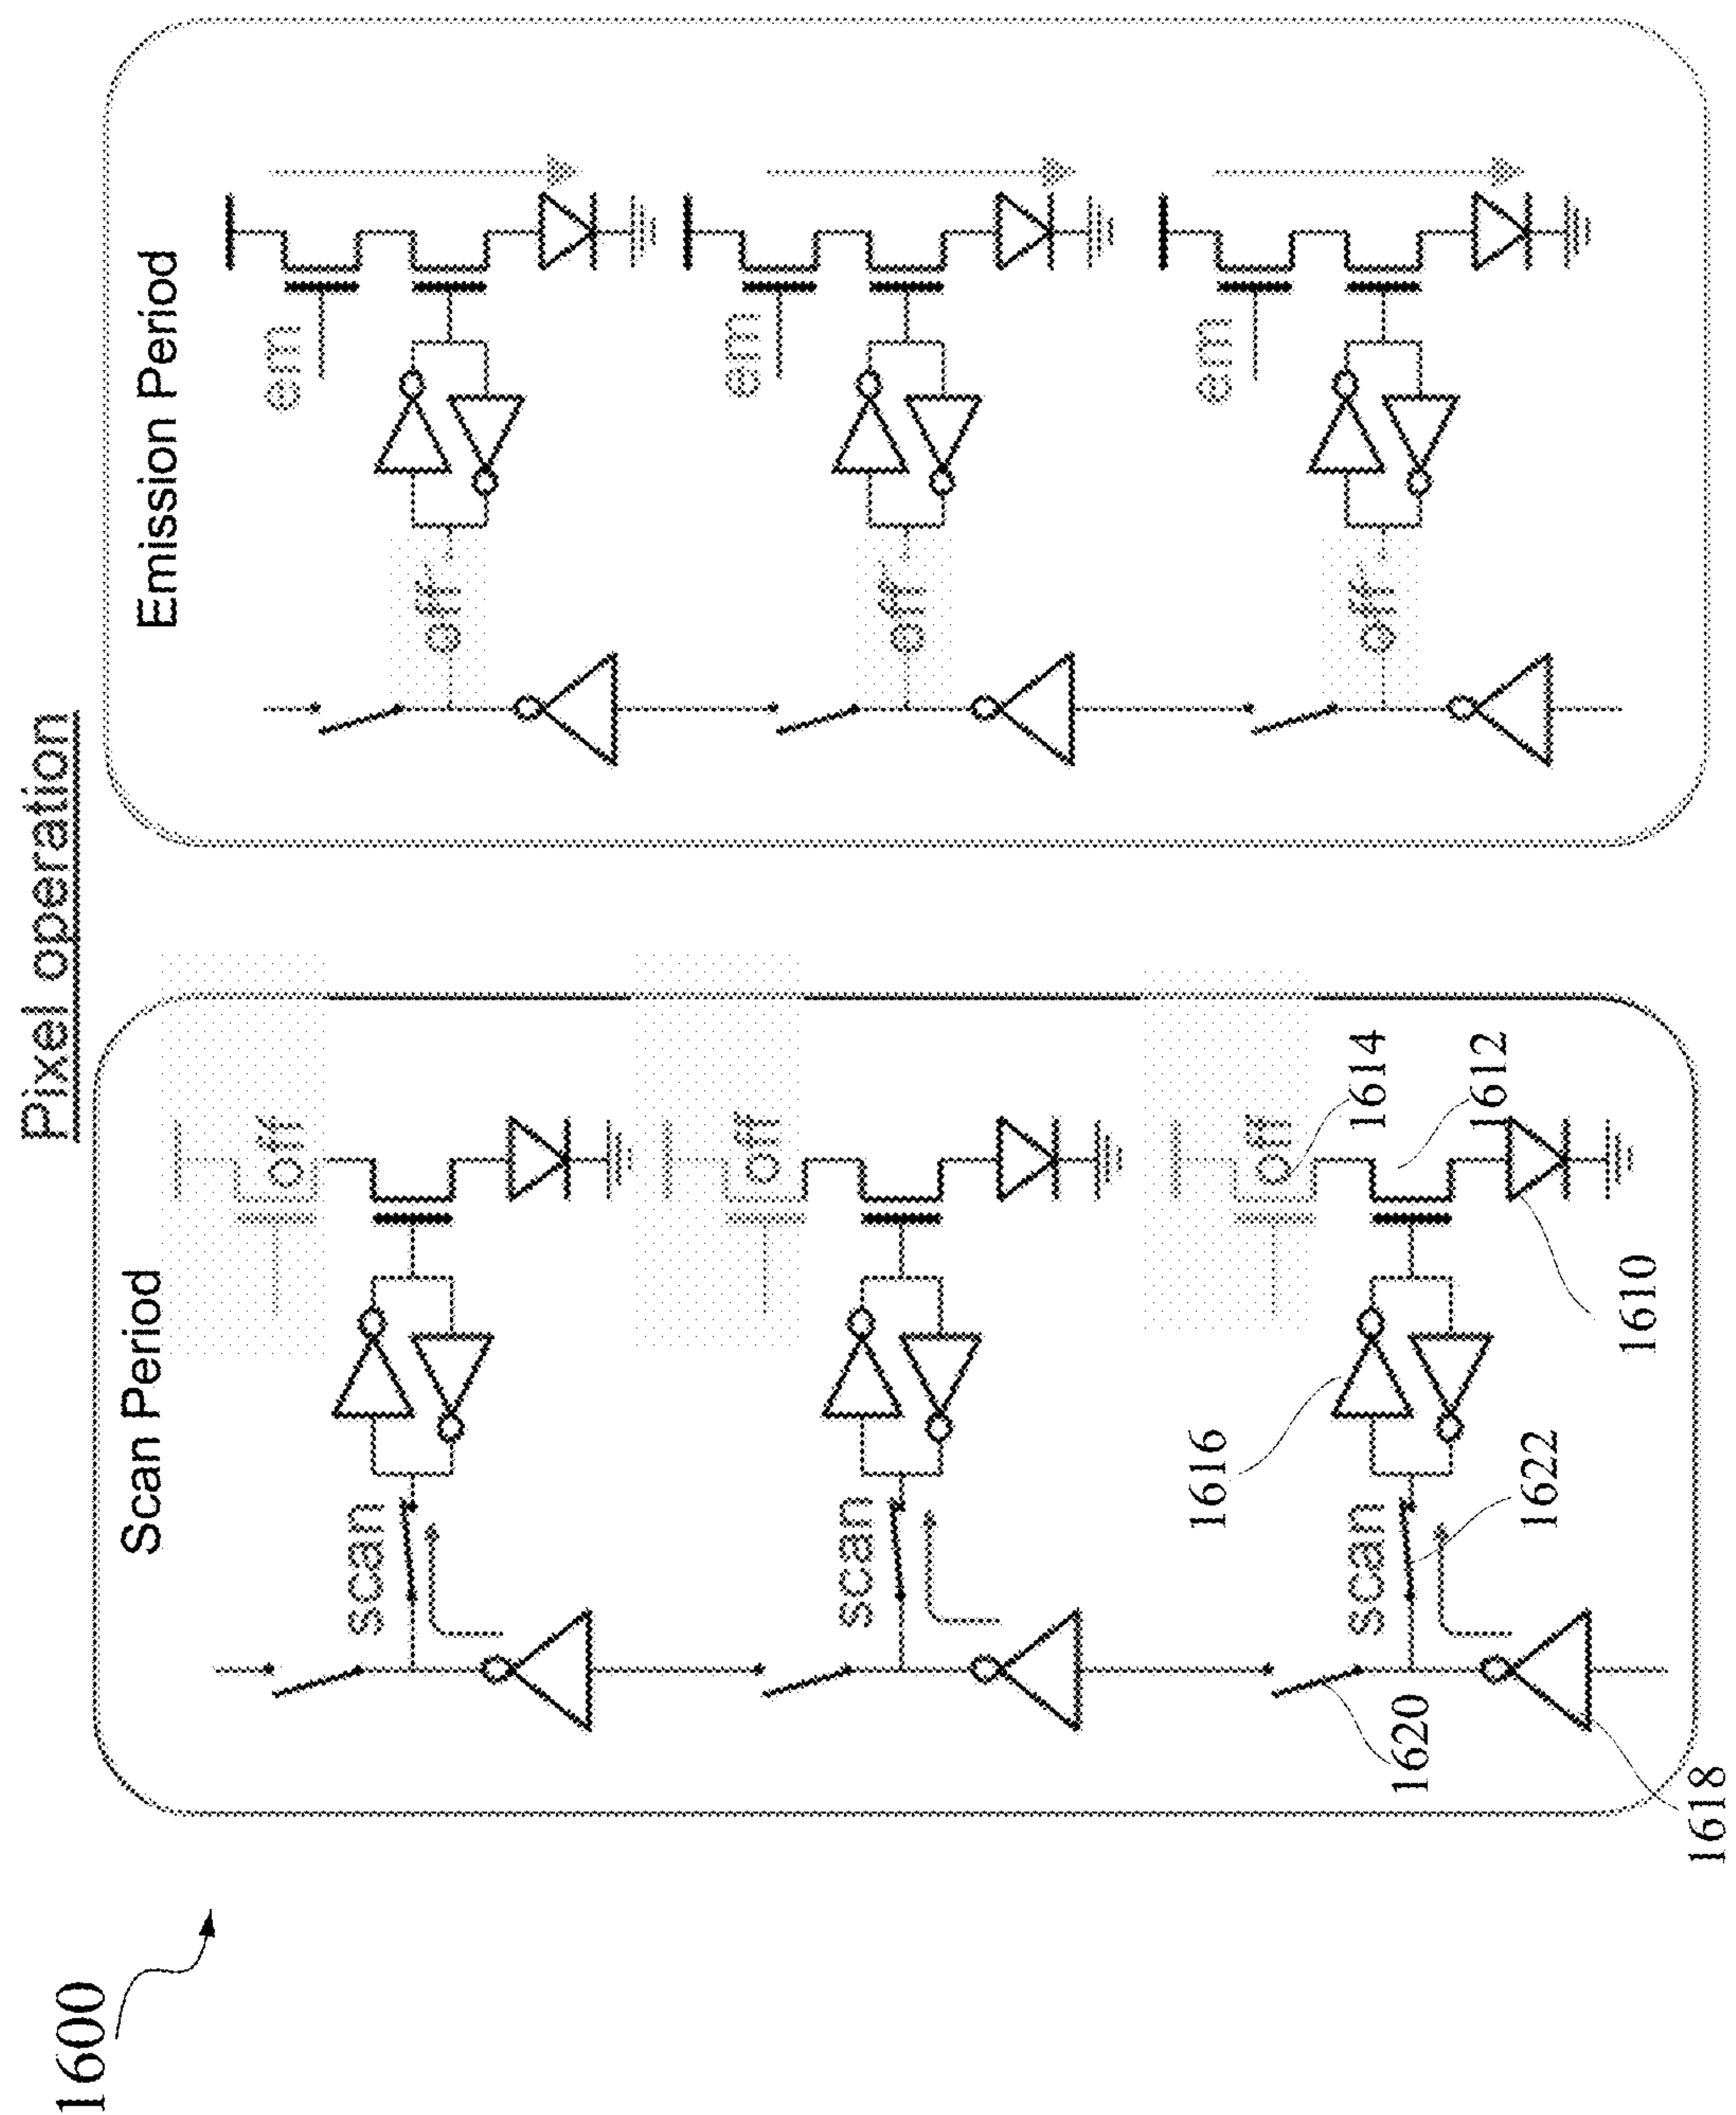 Pixel operation
1600
Scan Period
off
scan
off
scan
1616
off
scan
1614
1620
1612
1622
1610
1618
Emission Period
em
off
em
off
em
off